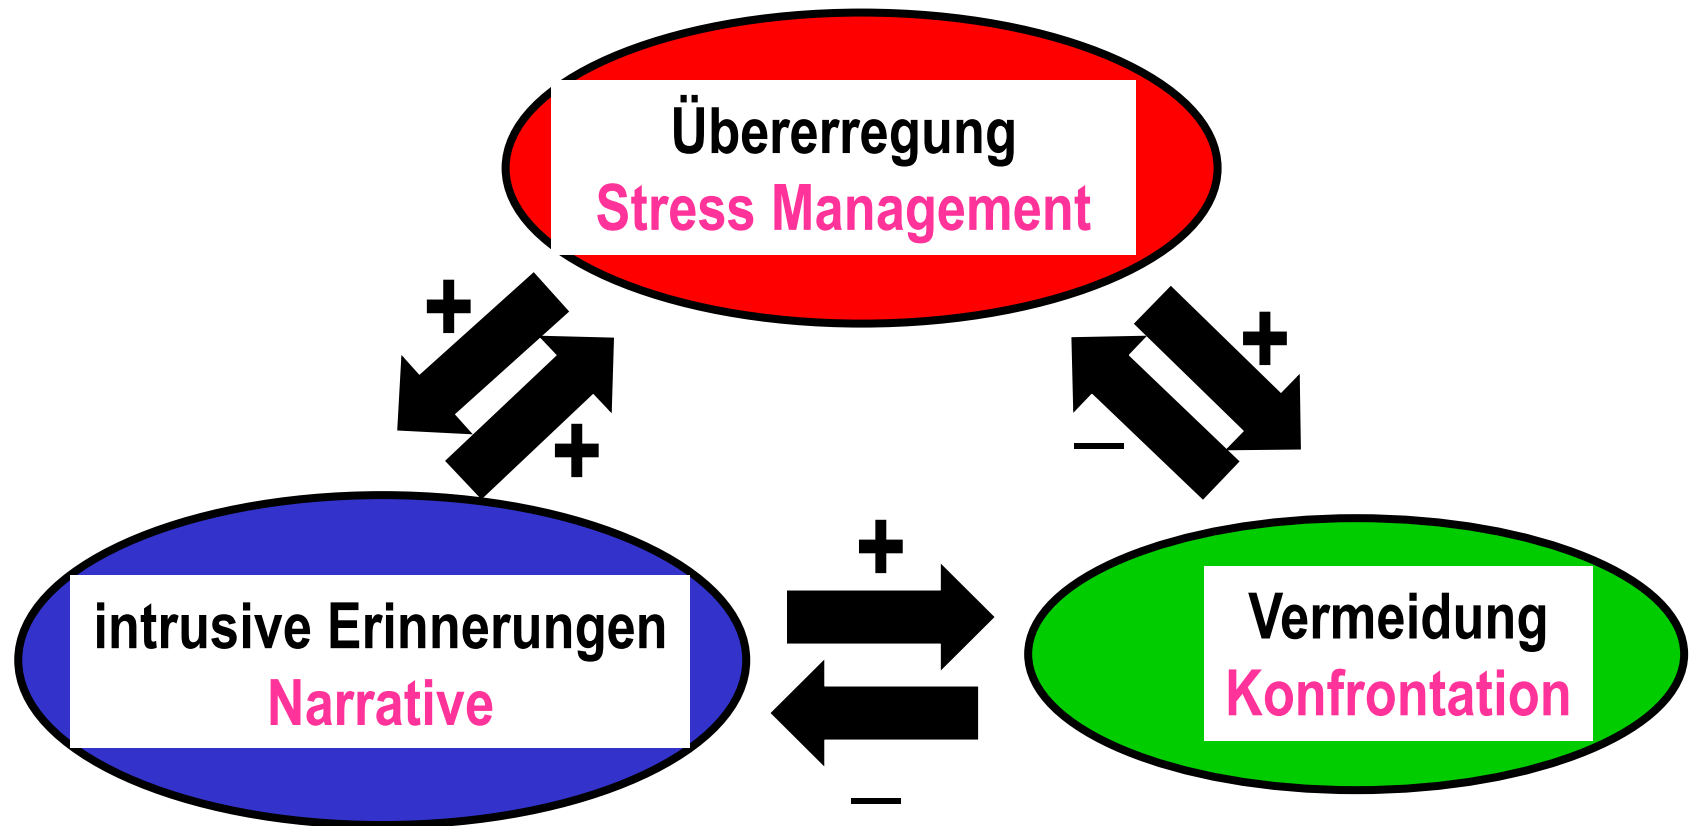 Übererregung
Stress Management
+
+
+
–
+
intrusive Erinnerungen
Narrative
Vermeidung
Konfrontation
–